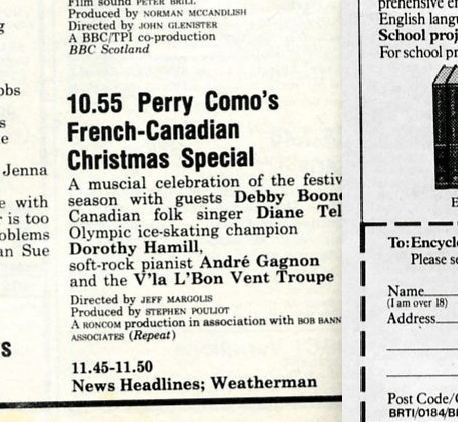 Film sound PETER BRILL
Produced by NORMAN MCCANDLISH
Directed by JOHN GLENISTER
A BBC/TPI co-production
BBC Scotland
10.55 Perry Como's
French-Canadian
Christmas Special
A muscial celebration of the festiv
season with guests Debby Boone
Canadian folk singer Diane Tel
Olympic ice-skating champion
Dorothy Hamill,
soft-rock pianist André Gagnon
and the V'la L'Bon Vent Troupe
Directed by JEFF MARGOLIS
Produced by STEPHEN POULIOT
A RONCOM production in association with BOB BANN
ASSOCIATES (Repeat)
11.45-11.50
News Headlines; Weatherman
obs
s
e
Jenna
e with
r is too
oblems
an Sue
s
prehensive en
English langu
School proj
For school pr
E
To: Encycle
Please se
Name
(I am over 18)
Address
Post Code/
BRTI/0184/B